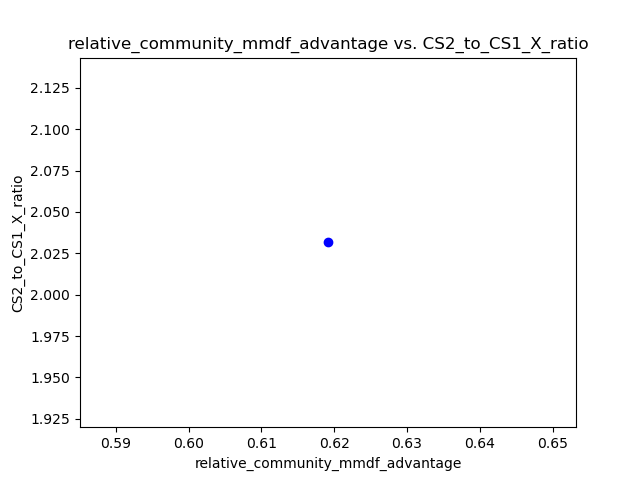 relative_community_mmdf_advantage vs. CS2_to_CS1_X_ratio
2.125
2.100
2.075
2.050
2.025
2.000
1.975
1.950
1.925
CS2_to_CS1_X_ratio
0.59 0.60 0.61 0.62 0.63 0.64 0.65
relative_community_mmdf_advantage